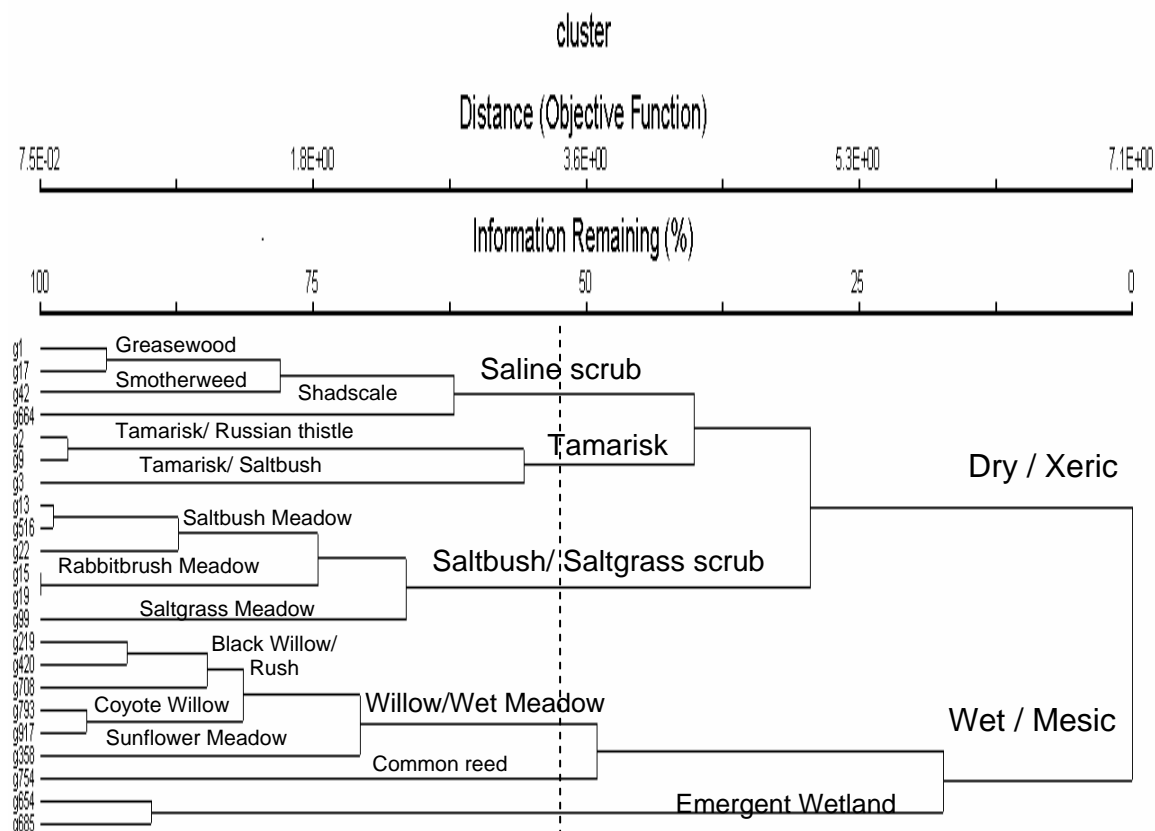 cluster
Distance (Objective Function)
7.5E-02 1.8E+00 3.6E+00 5.3E+00 7.1E+00
Information Remaining (%)
100 75 50 25 0
g1 Greasewood
g17
g42 Smotherweed
Shadscale
Saline scrub
g664
g2 Tamarisk/ Russian thistle
g9
g3 Tamarisk/ Saltbush
Tamarisk
Dry / Xeric
g13
g516 Saltbush Meadow
g22
g15 Rabbitbrush Meadow
Saltbush/ Saltgrass scrub
g19
g99 Saltgrass Meadow
g219 Black Willow/
Rush
g420
g708
g793 Coyote Willow
Willow/Wet Meadow
Wet / Mesic
g917 Sunflower Meadow
g358
g754 Common reed
g654 Emergent Wetland
g685